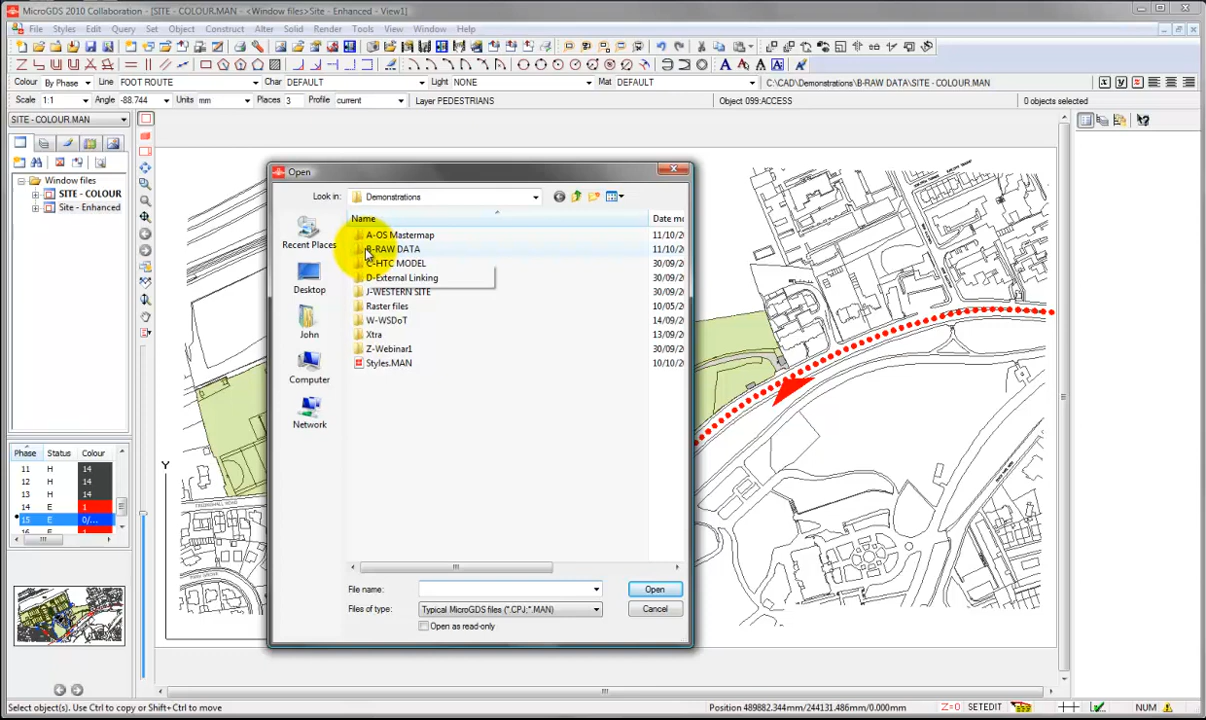 MicroGDS 2010 Collaboration - [SITE - COLOUR.MAN - <Window files>Site - Enhanced - View1]
File Styles Edit Query SET Object Construct Alter Solid Render Tools View Window Help
Colour By Phase Line FOOT ROUTE Char DEFAULT Light NONE Mat DEFAULT C:\CAD\Demonstrations\B-RAW DATA\SITE - COLOUR.MAN
Scale 1:1 Angle -88.744 Units mm Places 3 Profile current Layer PEDESTRIANS Object 099:ACCESS 0 objects selected
SITE - COLOUR.MAN
Window files
SITE - COLOUR
Site - Enhanced
Phase Status Colour
11 H 14
12 H 14
13 H 14
14 E 1
15 E 0/...
16 E 1
Open
Look in: Demonstrations
Name Date mo
Recent Places
Desktop
John
Computer
Network
A-OS Mastermap 11/10/2
B-RAW DATA 11/10/2
C-HTC MODEL 30/09/2
D-External Linking 30/09/2
J-WESTERN SITE 30/09/2
Raster files 10/05/2
W-WSDoT 14/09/2
Xtra 13/09/2
Z-Webinar1 30/09/2
Styles.MAN 10/10/2
File name: Open
Files of type: Typical MicroGDS files (*.CPJ;*.MAN) Cancel
Open as read-only
Y
Select object(s). Use Ctrl to copy or Shift+Ctrl to move Position 489882.344mm/244131.486mm/0.000mm Z=0 SETEDIT NUM